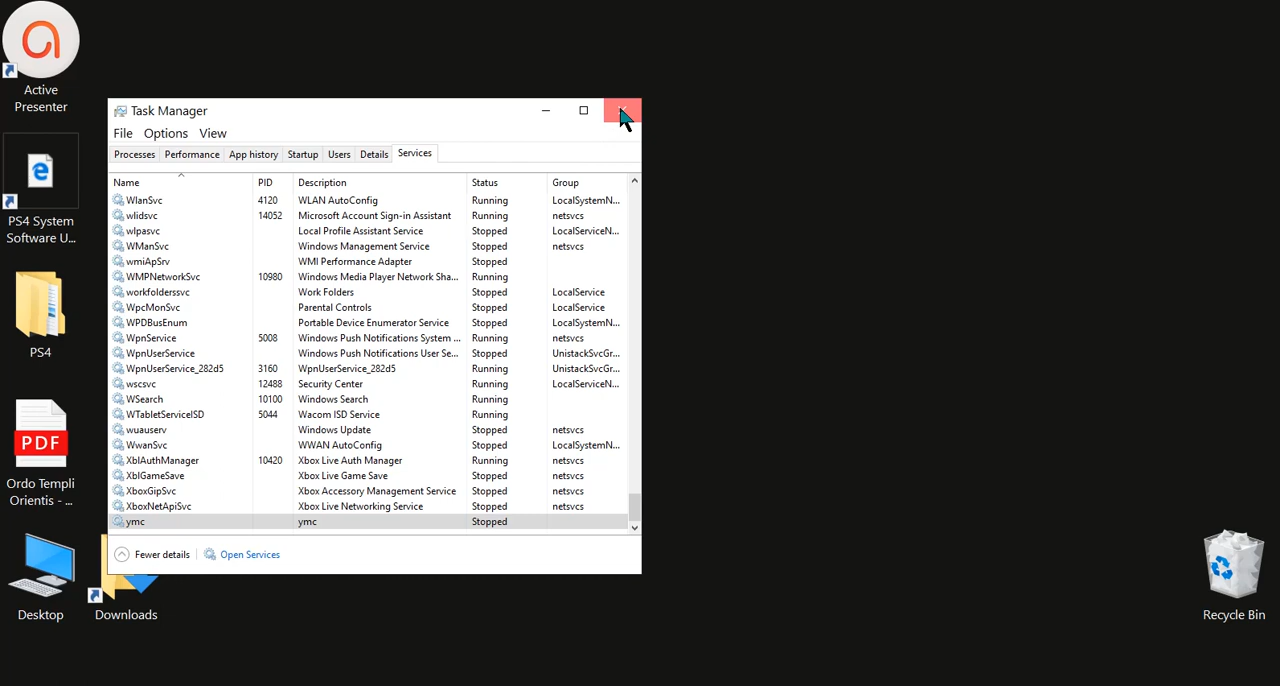 Active
Presenter
PS4 System
Software U...
PS4
PDF
Ordo Templi
Orientis - ...
Desktop
Downloads
Task Manager
File Options View
Processes Performance App history Startup Users Details Services
Name PID Description Status Group
WlanSvc 4120 WLAN AutoConfig Running LocalSystemN...
wlidsvc 14052 Microsoft Account Sign-in Assistant Running netsvcs
wlpasvc Local Profile Assistant Service Stopped LocalServiceN...
WManSvc Windows Management Service Stopped netsvcs
wmiApSrv WMI Performance Adapter Stopped
WMPNetworkSvc 10980 Windows Media Player Network Sha... Running
workfolderssvc Work Folders Stopped LocalService
WpcMonSvc Parental Controls Stopped LocalService
WPDBusEnum Portable Device Enumerator Service Stopped LocalSystemN...
WpnService 5008 Windows Push Notifications System ... Running netsvcs
WpnUserService Windows Push Notifications User Se... Stopped UnistackSvcGr...
WpnUserService_282d5 3160 WpnUserService_282d5 Running UnistackSvcGr...
wscsvc 12488 Security Center Running LocalServiceN...
WSearch 10100 Windows Search Running
WTabletServiceISD 5044 Wacom ISD Service Running
wuauserv Windows Update Stopped netsvcs
WwanSvc WWAN AutoConfig Stopped LocalSystemN...
XblAuthManager 10420 Xbox Live Auth Manager Running netsvcs
XblGameSave Xbox Live Game Save Stopped netsvcs
XboxGipSvc Xbox Accessory Management Service Stopped netsvcs
XboxNetApiSvc Xbox Live Networking Service Stopped netsvcs
ymc ymc Stopped
Fewer details Open Services
Recycle Bin